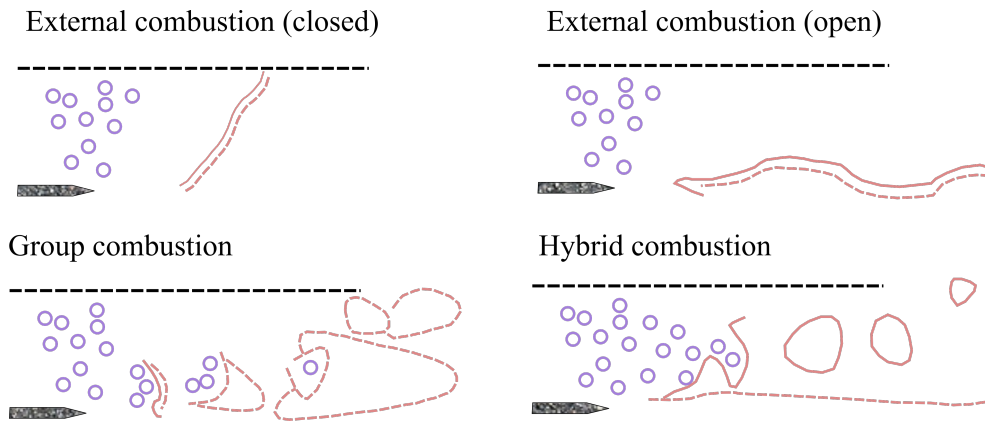 External combustion (closed)
External combustion (open)
Group combustion
Hybrid combustion